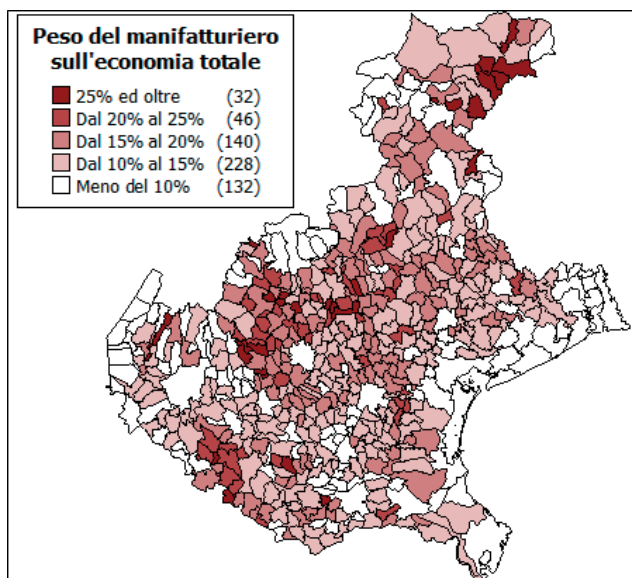 Peso del manifatturiero
sull'economia totale
25% ed oltre (32)
Dal 20% al 25% (46)
Dal 15% al 20% (140)
Dal 10% al 15% (228)
Meno del 10% (132)